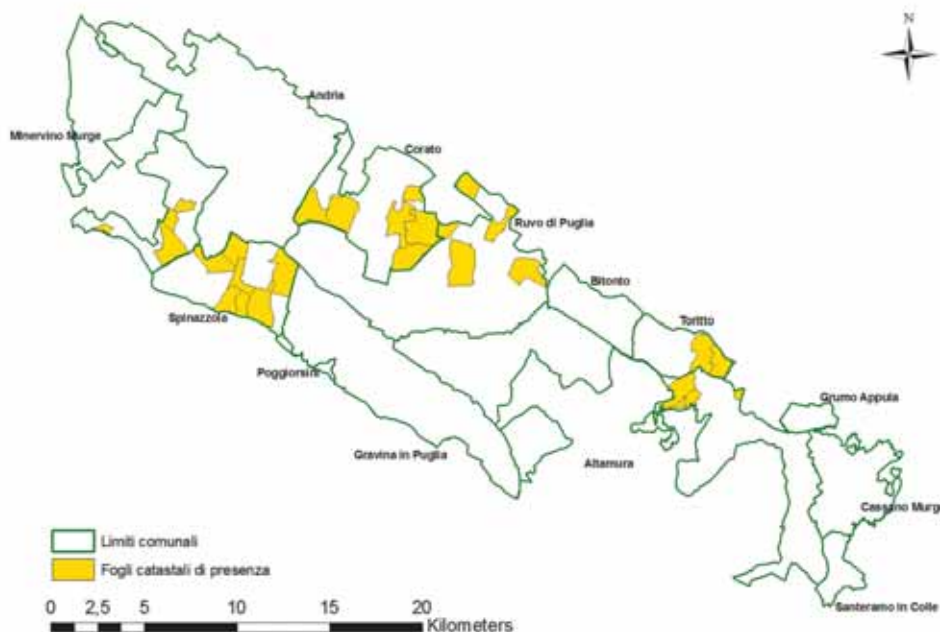 N
Andria
Minervino Murge
Corato
Ruvo di Puglia
Bitonto
Spinazzola
Toritto
Poggiorsini
Grumo Appula
Gravina in Puglia
Altamura
Cassano Murg
Santeramo in Colle
Limiti comunali
Fogli catastali di presenza
0 2,5 5 10 15 20
Kilometers